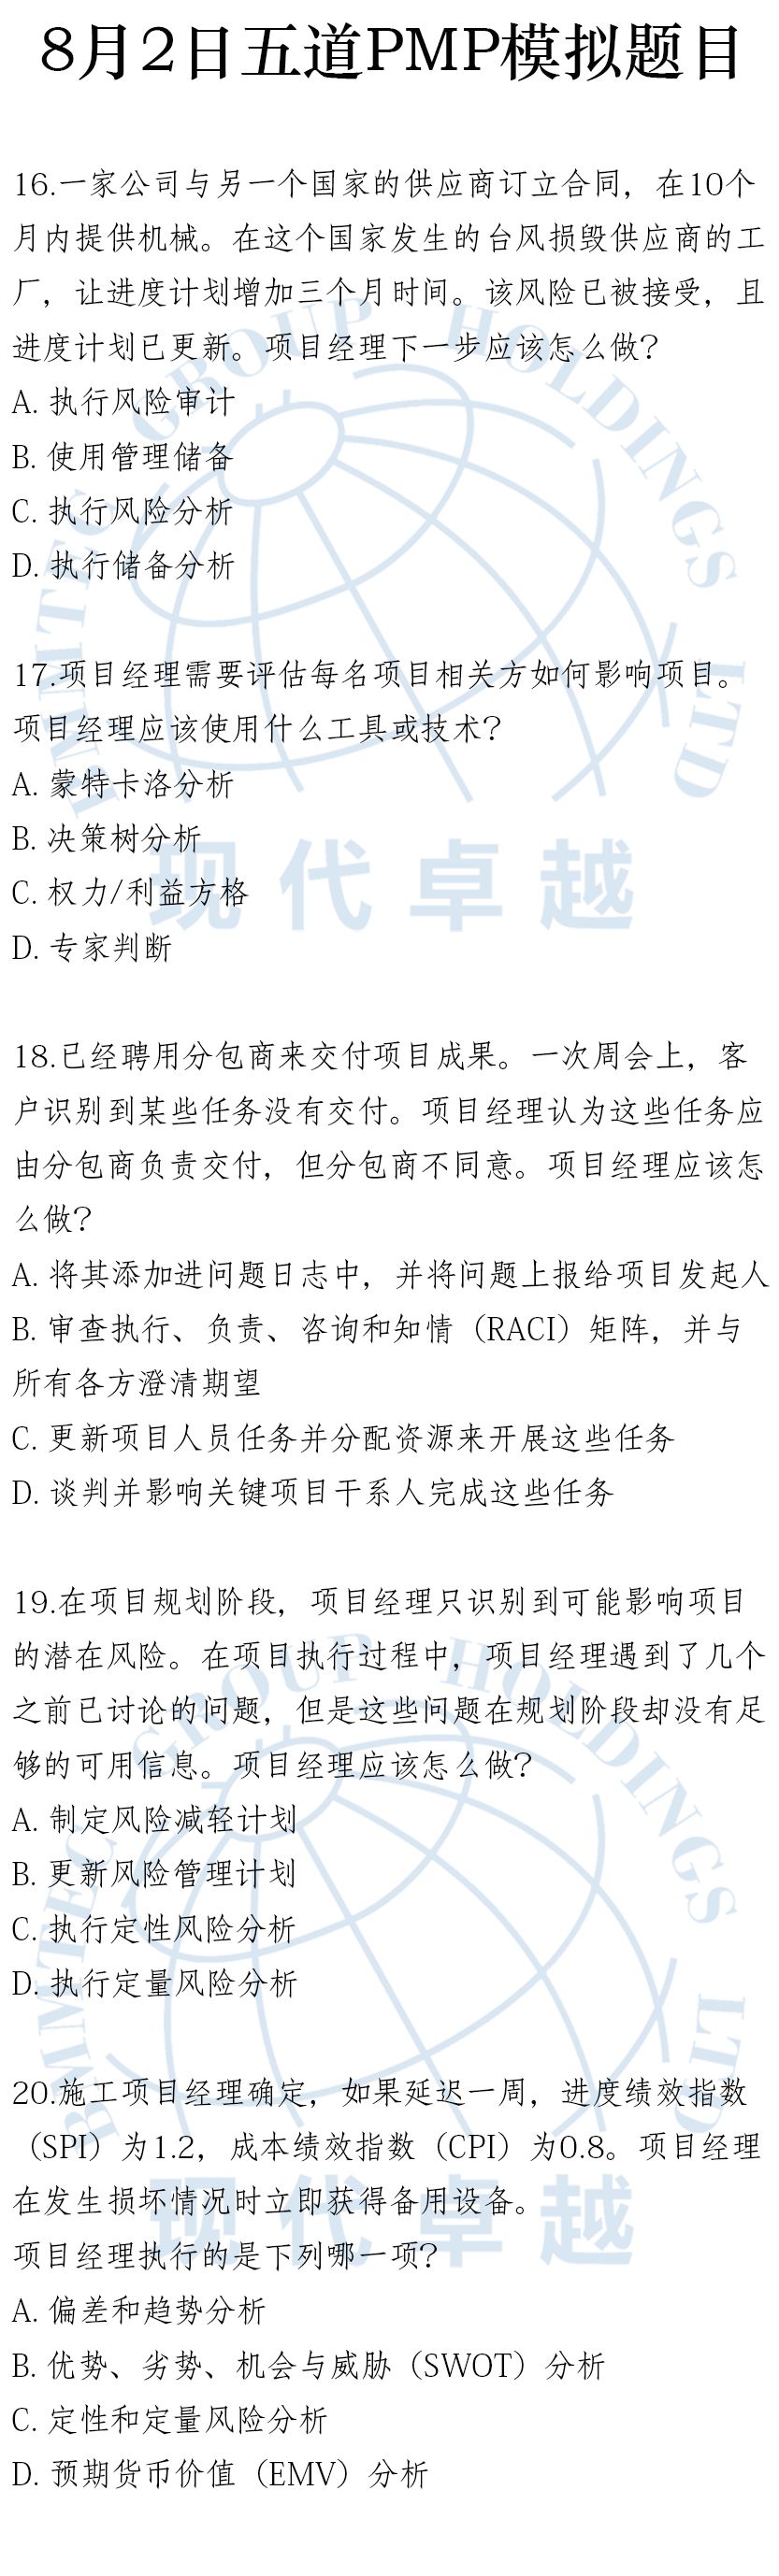 8月2日五道PMP模拟题目
16.一家公司与另一个国家的供应商订立合同，在10个
月内提供机械。在这个国家发生的台风损毁供应商的工
厂，让进度计划增加三个月时间。该风险已被接受，且
进度计划已更新。项目经理下一步应该怎么做?
A. 执行风险审计
B. 使用管理储备
C. 执行风险分析
D. 执行储备分析
17.项目经理需要评估每名项目相关方如何影响项目。
项目经理应该使用什么工具或技术?
A. 蒙特卡洛分析
B. 决策树分析
C. 权力/利益方格
D. 专家判断
18.已经聘用分包商来交付项目成果。一次周会上，客
户识别到某些任务没有交付。项目经理认为这些任务应
由分包商负责交付，但分包商不同意。项目经理应该怎
么做?
A. 将其添加进问题日志中，并将问题上报给项目发起人
B. 审查执行、负责、咨询和知情（RACI）矩阵，并与
所有各方澄清期望
C. 更新项目人员任务并分配资源来开展这些任务
D. 谈判并影响关键项目干系人完成这些任务
19.在项目规划阶段，项目经理只识别到可能影响项目
的潜在风险。在项目执行过程中，项目经理遇到了几个
之前已讨论的问题，但是这些问题在规划阶段却没有足
够的可用信息。项目经理应该怎么做?
A. 制定风险减轻计划
B. 更新风险管理计划
C. 执行定性风险分析
D. 执行定量风险分析
20.施工项目经理确定，如果延迟一周，进度绩效指数
（SPI）为1.2，成本绩效指数（CPI）为0.8。项目经理
在发生损坏情况时立即获得备用设备。
项目经理执行的是下列哪一项?
A. 偏差和趋势分析
B. 优势、劣势、机会与威胁（SWOT）分析
C. 定性和定量风险分析
D. 预期货币价值（EMV）分析
BMMTEC GROUP HOLDINGS LTD
现代卓越
BMMTEC GROUP HOLDINGS LTD
现代卓越